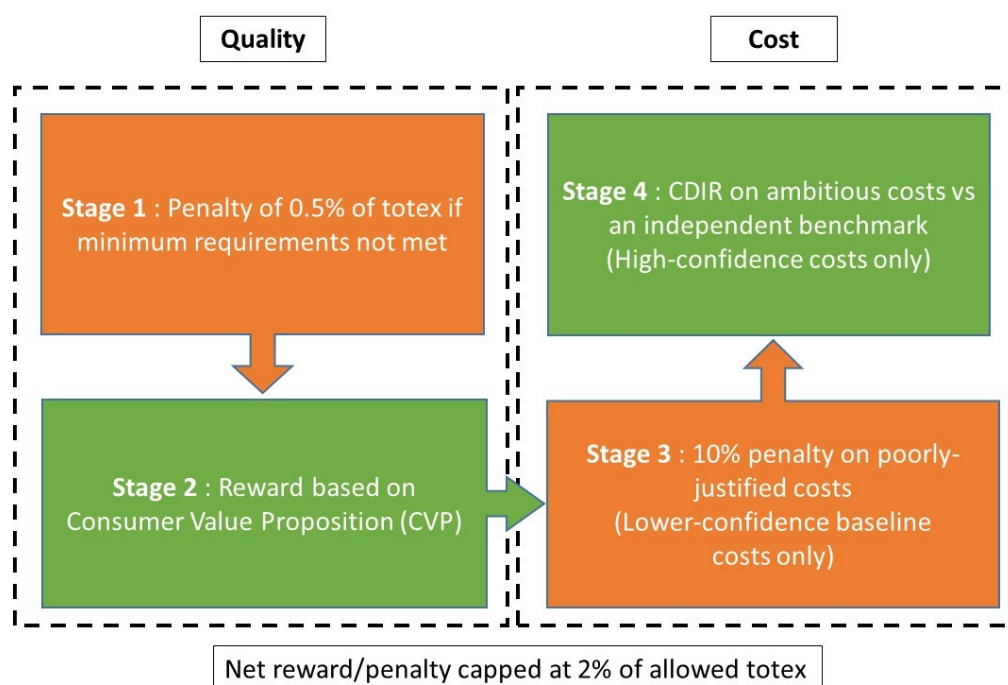 Quality
Cost
Stage 1 : Penalty of 0.5% of totex if
minimum requirements not met
Stage 2 : Reward based on
Consumer Value Proposition (CVP)
Stage 3 : 10% penalty on poorly-
justified costs
(Lower-confidence baseline
costs only)
Stage 4 : CDIR on ambitious costs vs
an independent benchmark
(High-confidence costs only)
Net reward/penalty capped at 2% of allowed totex